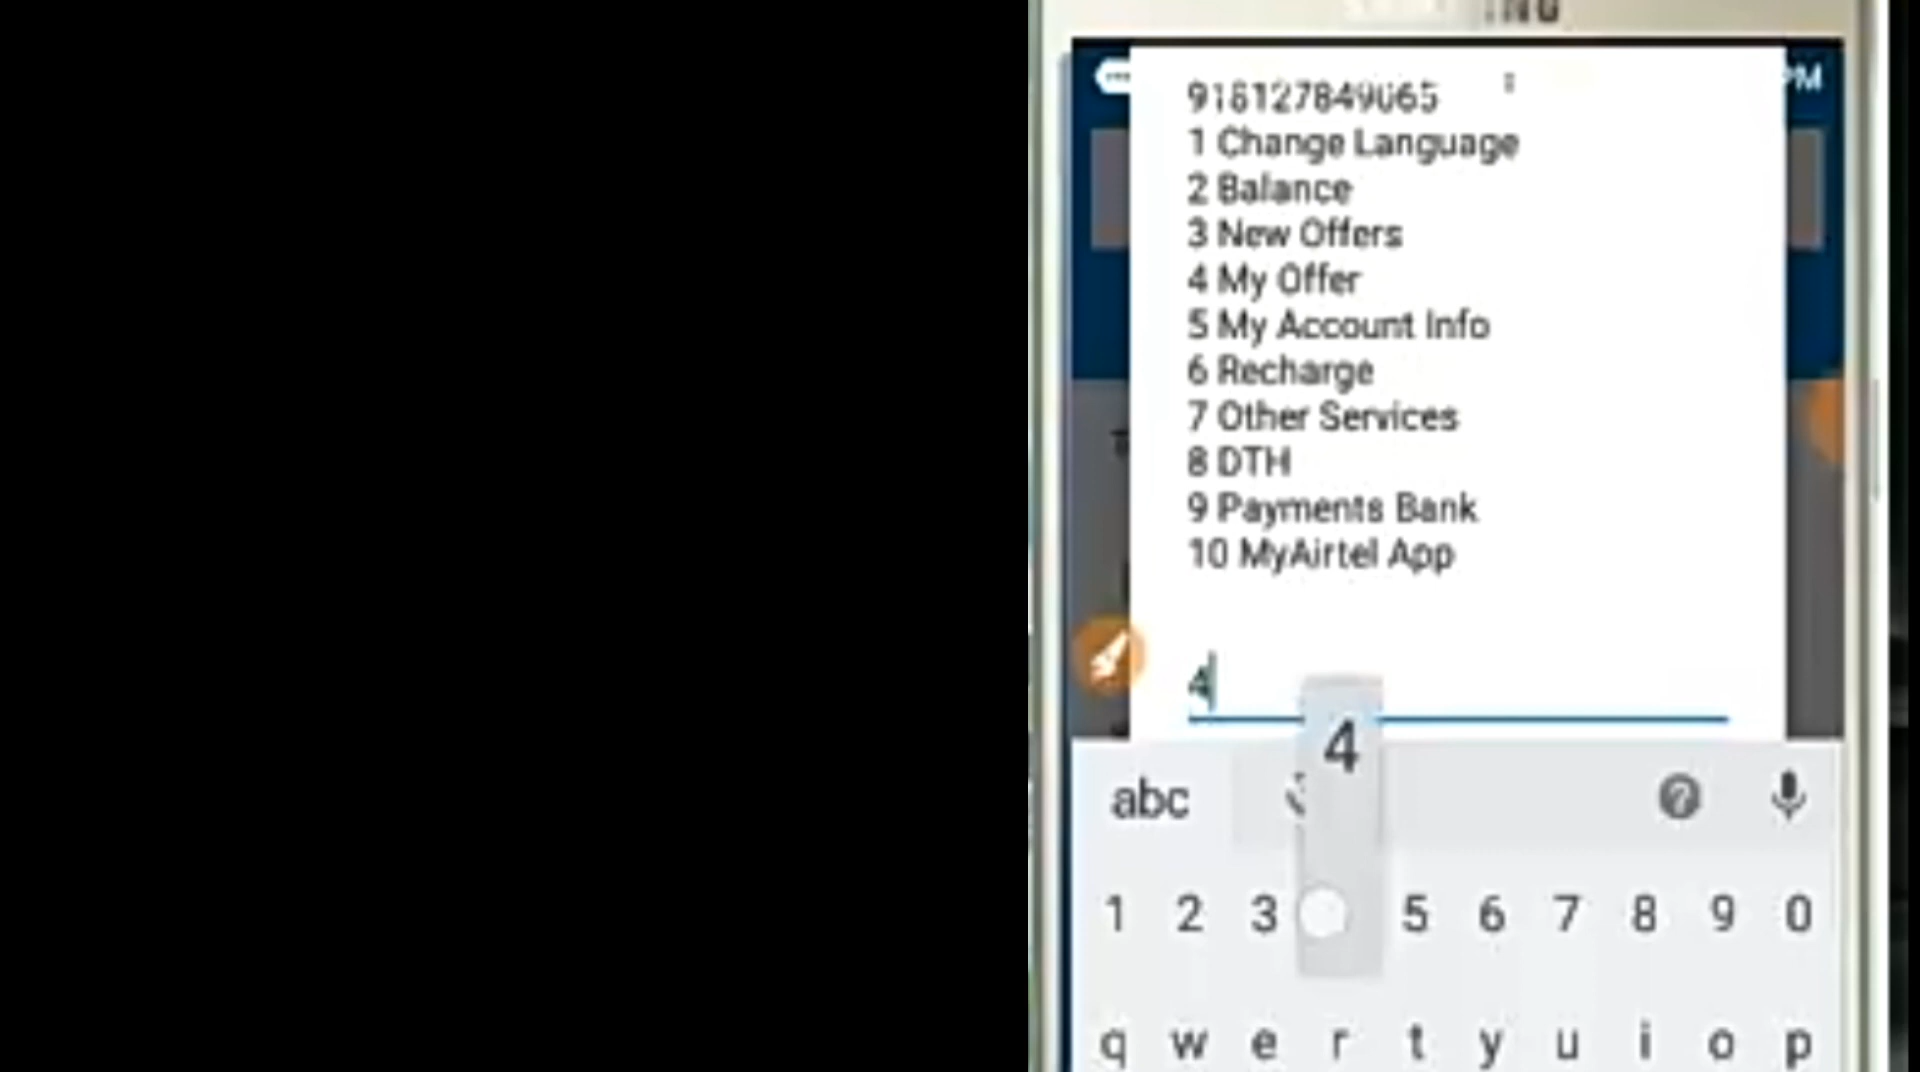 918127849065
1 Change Language
2 Balance
3 New Offers
4 My Offer
5 My Account Info
6 Recharge
7 Other Services
8 DTH
9 Payments Bank
10 MyAirtel App
4
4
abc
1 2 3 5 6 7 8 9 0
q w e r t y u i o p
PM